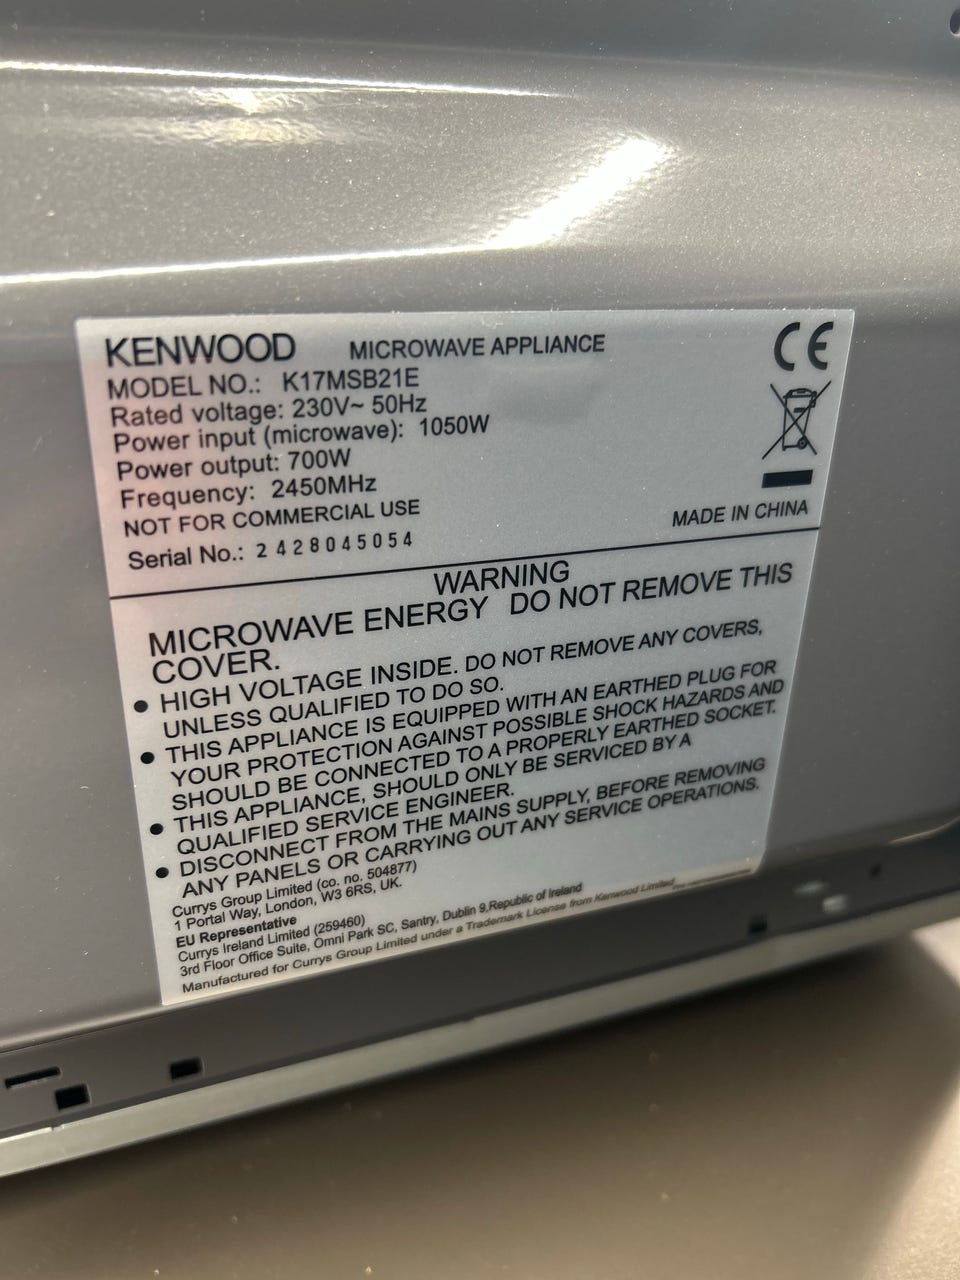 KENWOOD MICROWAVE APPLIANCE
CE
MODEL NO.: K17MSB21E
Rated voltage: 230V~ 50Hz
Power input (microwave): 1050W
Power output: 700W
Frequency: 2450MHz
NOT FOR COMMERCIAL USE
MADE IN CHINA
Serial No.: 2428045054
WARNING
MICROWAVE ENERGY DO NOT REMOVE THIS
COVER.
● HIGH VOLTAGE INSIDE. DO NOT REMOVE ANY COVERS,
UNLESS QUALIFIED TO DO SO.
● THIS APPLIANCE IS EQUIPPED WITH AN EARTHED PLUG FOR
YOUR PROTECTION AGAINST POSSIBLE SHOCK HAZARDS AND
SHOULD BE CONNECTED TO A PROPERLY EARTHED SOCKET.
● THIS APPLIANCE, SHOULD ONLY BE SERVICED BY A
QUALIFIED SERVICE ENGINEER.
● DISCONNECT FROM THE MAINS SUPPLY, BEFORE REMOVING
ANY PANELS OR CARRYING OUT ANY SERVICE OPERATIONS.
Currys Group Limited (co. no. 504877)
1 Portal Way, London, W3 6RS, UK.
EU Representative
Currys Ireland Limited (259460)
3rd Floor Office Suite, Omni Park SC, Santry, Dublin 9,Republic of Ireland
Manufactured for Currys Group Limited under a Trademark License from Kenwood Limited